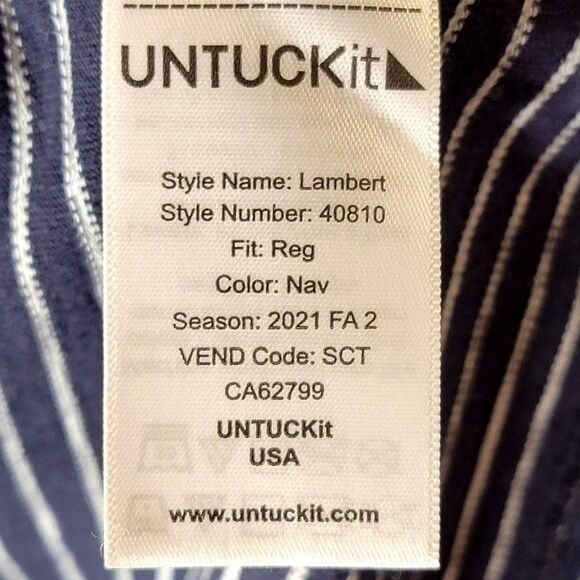 UNTUCKit
Style Name: Lambert
Style Number: 40810
Fit: Reg
Color: Nav
Season: 2021 FA 2
VEND Code: SCT
CA62799
UNTUCKit
USA
www.untuckit.com